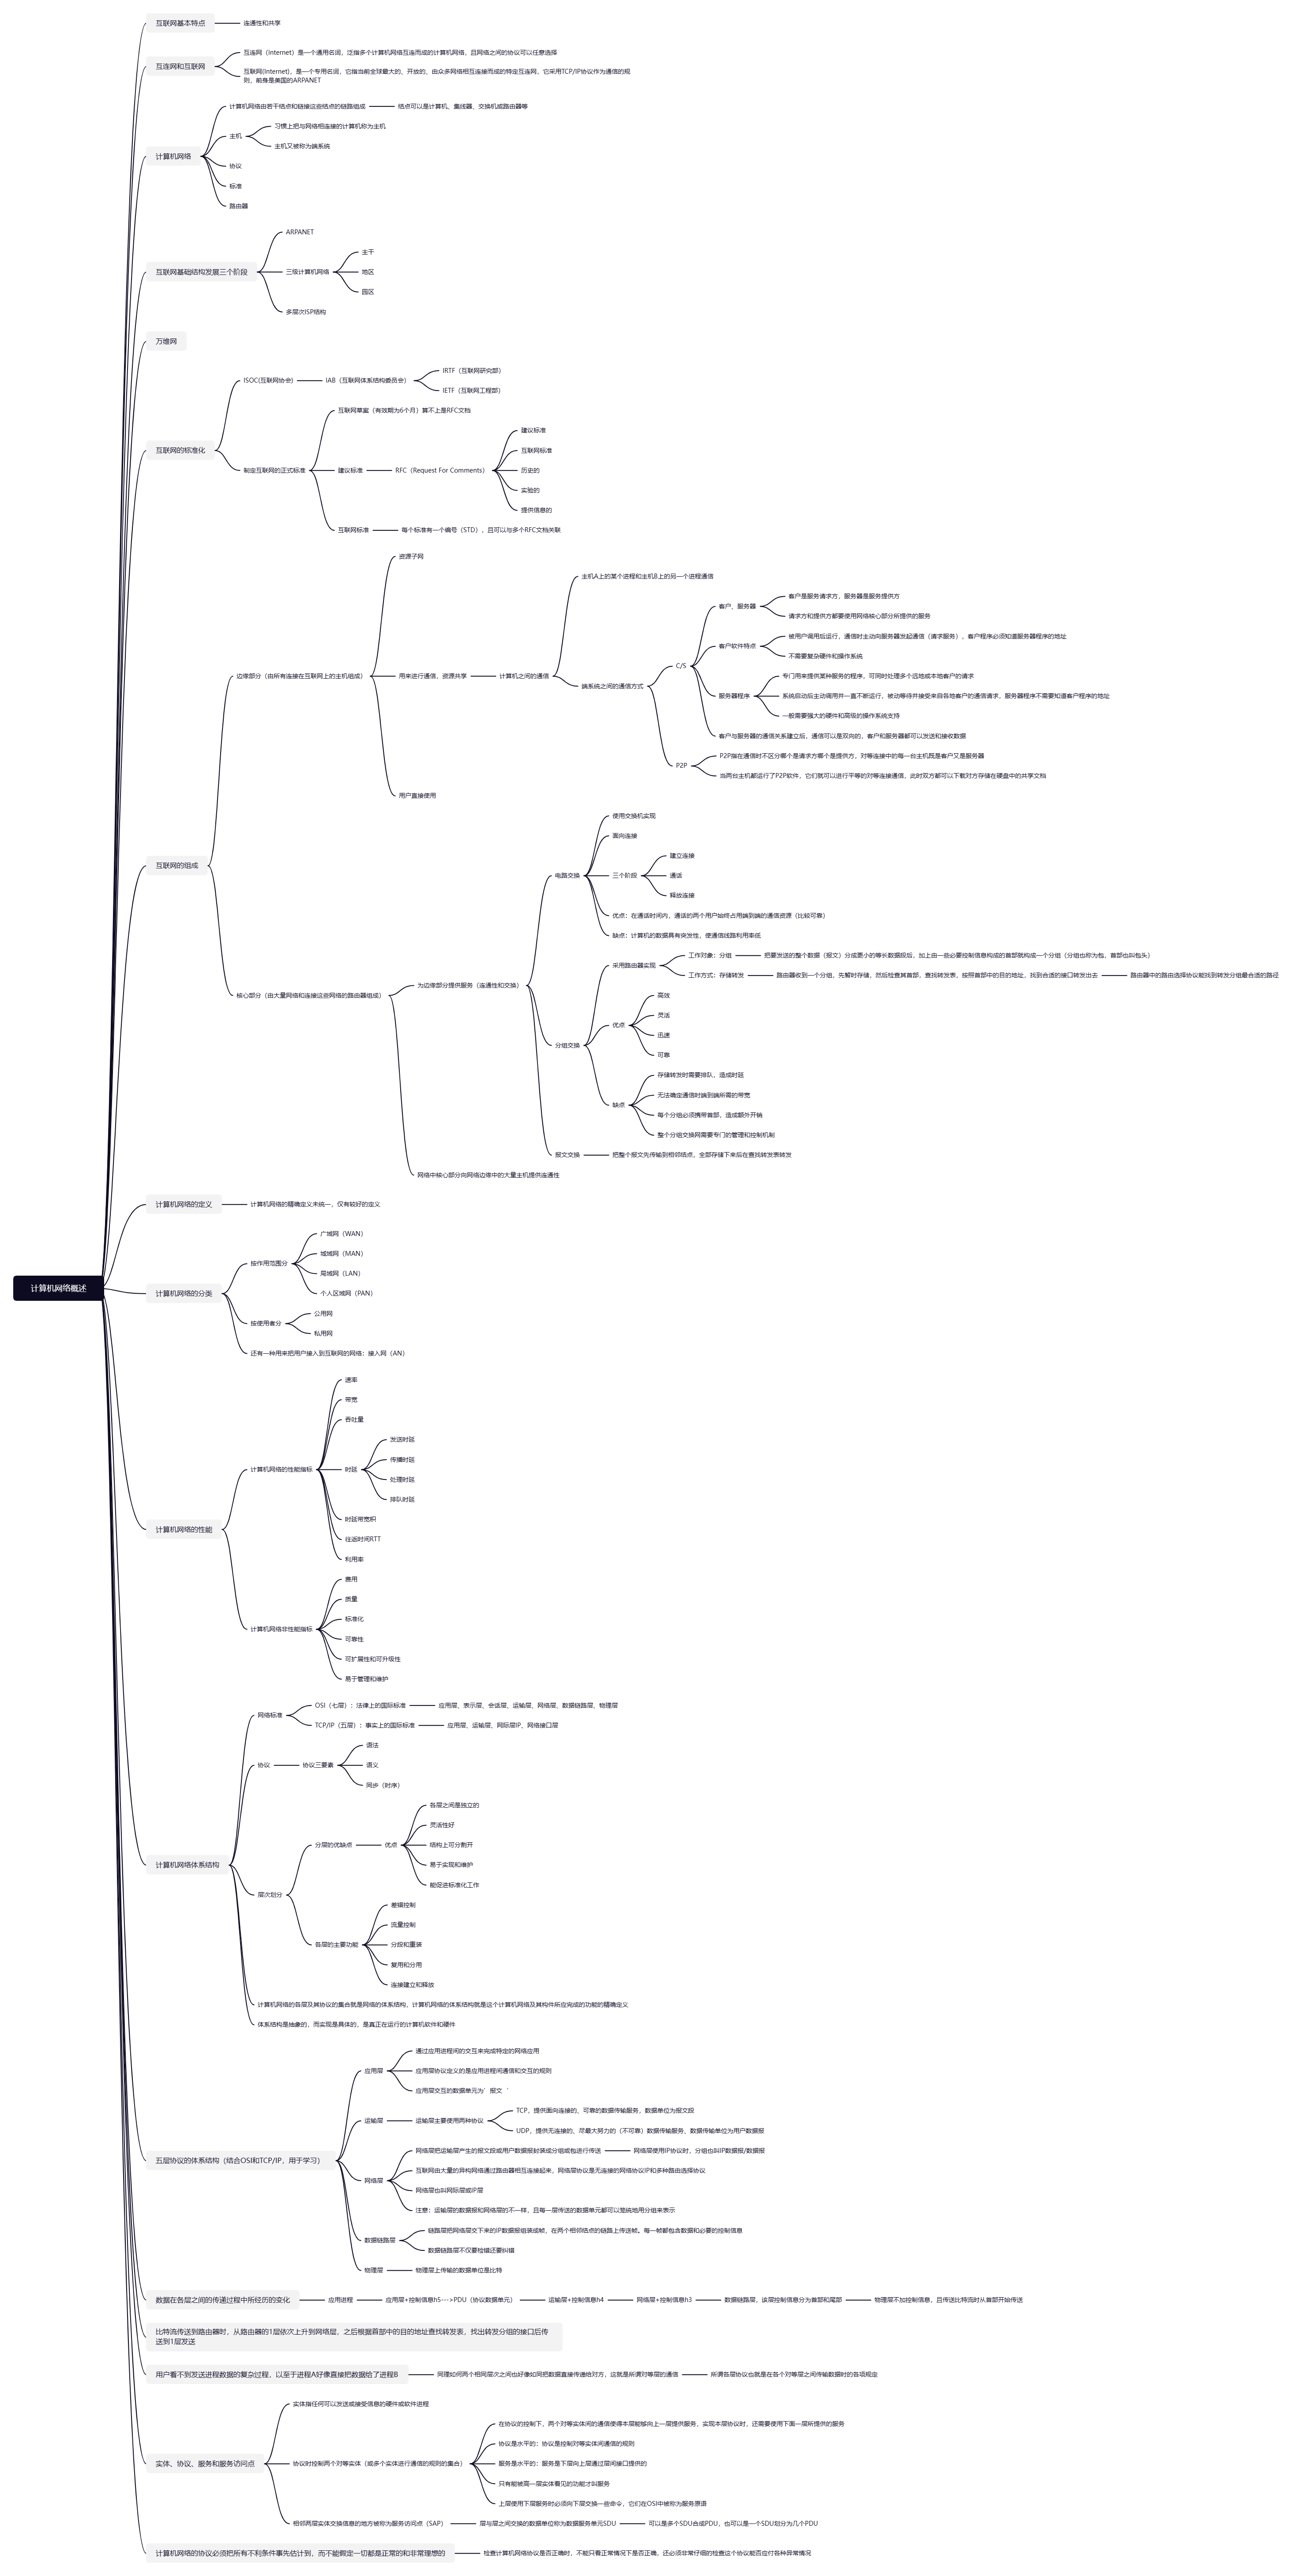 计算机网络概述
互联网基本特点
连通性和共享
互连网和互联网
互连网（internet）是一个通用名词，泛指多个计算机网络互连而成的计算机网络，且网络之间的协议可以任意选择
互联网(Internet)，是一个专用名词，它指当前全球最大的、开放的、由众多网络相互连接而成的特定互连网，它采用TCP/IP协议作为通信的规
则，前身是美国的ARPANET
计算机网络
计算机网络由若干结点和链接这些结点的链路组成
结点可以是计算机、集线器、交换机或路由器等
主机
习惯上把与网络相连接的计算机称为主机
主机又被称为端系统
协议
标准
路由器
互联网基础结构发展三个阶段
ARPANET
三级计算机网络
主干
地区
园区
多层次ISP结构
万维网
互联网的标准化
ISOC(互联网协会)
IAB（互联网体系结构委员会）
IRTF（互联网研究部）
IETF（互联网工程部）
制定互联网的正式标准
互联网草案（有效期为6个月）算不上是RFC文档
建议标准
RFC（Request For Comments）
建议标准
互联网标准
历史的
实验的
提供信息的
互联网标准
每个标准有一个编号（STD），且可以与多个RFC文档关联
互联网的组成
边缘部分（由所有连接在互联网上的主机组成）
资源子网
用来进行通信、资源共享
计算机之间的通信
主机A上的某个进程和主机B上的另一个进程通信
端系统之间的通信方式
C/S
客户、服务器
客户是服务请求方，服务器是服务提供方
请求方和提供方都要使用网络核心部分所提供的服务
客户软件特点
被用户调用后运行，通信时主动向服务器发起通信（请求服务），客户程序必须知道服务器程序的地址
不需要复杂硬件和操作系统
服务器程序
专门用来提供某种服务的程序，可同时处理多个远地或本地客户的请求
系统启动后主动调用并一直不断运行，被动等待并接受来自各地客户的通信请求，服务器程序不需要知道客户程序的地址
一般需要强大的硬件和高级的操作系统支持
客户与服务器的通信关系建立后，通信可以是双向的，客户和服务器都可以发送和接收数据
P2P
P2P指在通信时不区分哪个是请求方哪个是提供方，对等连接中的每一台主机既是客户又是服务器
当两台主机都运行了P2P软件，它们就可以进行平等的对等连接通信，此时双方都可以下载对方存储在硬盘中的共享文档
用户直接使用
核心部分（由大量网络和连接这些网络的路由器组成）
为边缘部分提供服务（连通性和交换）
电路交换
使用交换机实现
面向连接
三个阶段
建立连接
通话
释放连接
优点：在通话时间内，通话的两个用户始终占用端到端的通信资源（比较可靠）
缺点：计算机的数据具有突发性，使通信线路利用率低
分组交换
采用路由器实现
工作对象：分组
把要发送的整个数据（报文）分成更小的等长数据段后，加上由一些必要控制信息构成的首部就构成一个分组（分组也称为包，首部也叫包头）
工作方式：存储转发
路由器收到一个分组，先暂时存储，然后检查其首部，查找转发表，按照首部中的目的地址，找到合适的接口转发出去
路由器中的路由选择协议能找到转发分组最合适的路径
优点
高效
灵活
迅速
可靠
缺点
存储转发时需要排队，造成时延
无法确定通信时端到端所需的带宽
每个分组必须携带首部，造成额外开销
整个分组交换网需要专门的管理和控制机制
报文交换
把整个报文先传输到相邻结点，全部存储下来后在查找转发表转发
网络中核心部分向网络边缘中的大量主机提供连通性
计算机网络的定义
计算机网络的精确定义未统一，仅有较好的定义
计算机网络的分类
按作用范围分
广域网（WAN）
城域网（MAN）
局域网（LAN）
个人区域网（PAN）
按使用者分
公用网
私用网
还有一种用来把用户接入到互联网的网络：接入网（AN）
计算机网络的性能
计算机网络的性能指标
速率
带宽
吞吐量
时延
发送时延
传播时延
处理时延
排队时延
时延带宽积
往返时间RTT
利用率
计算机网络非性能指标
费用
质量
标准化
可靠性
可扩展性和可升级性
易于管理和维护
计算机网络体系结构
网络标准
OSI（七层）：法律上的国际标准
应用层、表示层、会话层、运输层、网络层、数据链路层、物理层
TCP/IP（五层）：事实上的国际标准
应用层、运输层、网际层IP、网络接口层
协议
协议三要素
语法
语义
同步（时序）
层次划分
分层的优缺点
优点
各层之间是独立的
灵活性好
结构上可分割开
易于实现和维护
能促进标准化工作
各层的主要功能
差错控制
流量控制
分段和重装
复用和分用
连接建立和释放
计算机网络的各层及其协议的集合就是网络的体系结构，计算机网络的体系结构就是这个计算机网络及其构件所应完成的功能的精确定义
体系结构是抽象的，而实现是具体的，是真正在运行的计算机软件和硬件
五层协议的体系结构（结合OSI和TCP/IP，用于学习）
应用层
通过应用进程间的交互来完成特定的网络应用
应用层协议定义的是应用进程间通信和交互的规则
应用层交互的数据单元为’报文‘
运输层
运输层主要使用两种协议
TCP，提供面向连接的、可靠的数据传输服务，数据单位为报文段
UDP，提供无连接的、尽最大努力的（不可靠）数据传输服务、数据传输单位为用户数据报
网络层
网络层把运输层产生的报文段或用户数据报封装成分组或包进行传送
网络层使用IP协议时，分组也叫IP数据报/数据报
互联网由大量的异构网络通过路由器相互连接起来，网络层协议是无连接的网络协议IP和多种路由选择协议
网络层也叫网际层或IP层
注意：运输层的数据报和网络层的不一样，且每一层传送的数据单元都可以笼统地用分组来表示
数据链路层
链路层把网络层交下来的IP数据报组装成帧，在两个相邻结点的链路上传送帧。每一帧都包含数据和必要的控制信息
数据链路层不仅要检错还要纠错
物理层
物理层上传输的数据单位是比特
数据在各层之间的传递过程中所经历的变化
应用进程
应用层+控制信息h5--->PDU（协议数据单元）
运输层+控制信息h4
网络层+控制信息h3
数据链路层，该层控制信息分为首部和尾部
物理层不加控制信息，且传送比特流时从首部开始传送
比特流传送到路由器时，从路由器的1层依次上升到网络层，之后根据首部中的目的地址查找转发表，找出转发分组的接口后传
送到1层发送
用户看不到发送进程数据的复杂过程，以至于进程A好像直接把数据给了进程B
同理如何两个相同层次之间也好像如同把数据直接传递给对方，这就是所谓对等层的通信
所谓各层协议也就是在各个对等层之间传输数据时的各项规定
实体、协议、服务和服务访问点
实体指任何可以发送或接受信息的硬件或软件进程
协议时控制两个对等实体（或多个实体进行通信的规则的集合）
在协议的控制下，两个对等实体间的通信使得本层能够向上一层提供服务，实现本层协议时，还需要使用下面一层所提供的服务
协议是水平的：协议是控制对等实体间通信的规则
服务是水平的：服务是下层向上层通过层间接口提供的
只有能被高一层实体看见的功能才叫服务
上层使用下层服务时必须向下层交换一些命令，它们在OSI中被称为服务原语
相邻两层实体交换信息的地方被称为服务访问点（SAP）
层与层之间交换的数据单位称为数据服务单元SDU
可以是多个SDU合成PDU，也可以是一个SDU划分为几个PDU
计算机网络的协议必须把所有不利条件事先估计到，而不能假定一切都是正常的和非常理想的
检查计算机网络协议是否正确时，不能只看正常情况下是否正确，还必须非常仔细的检查这个协议能否应付各种异常情况